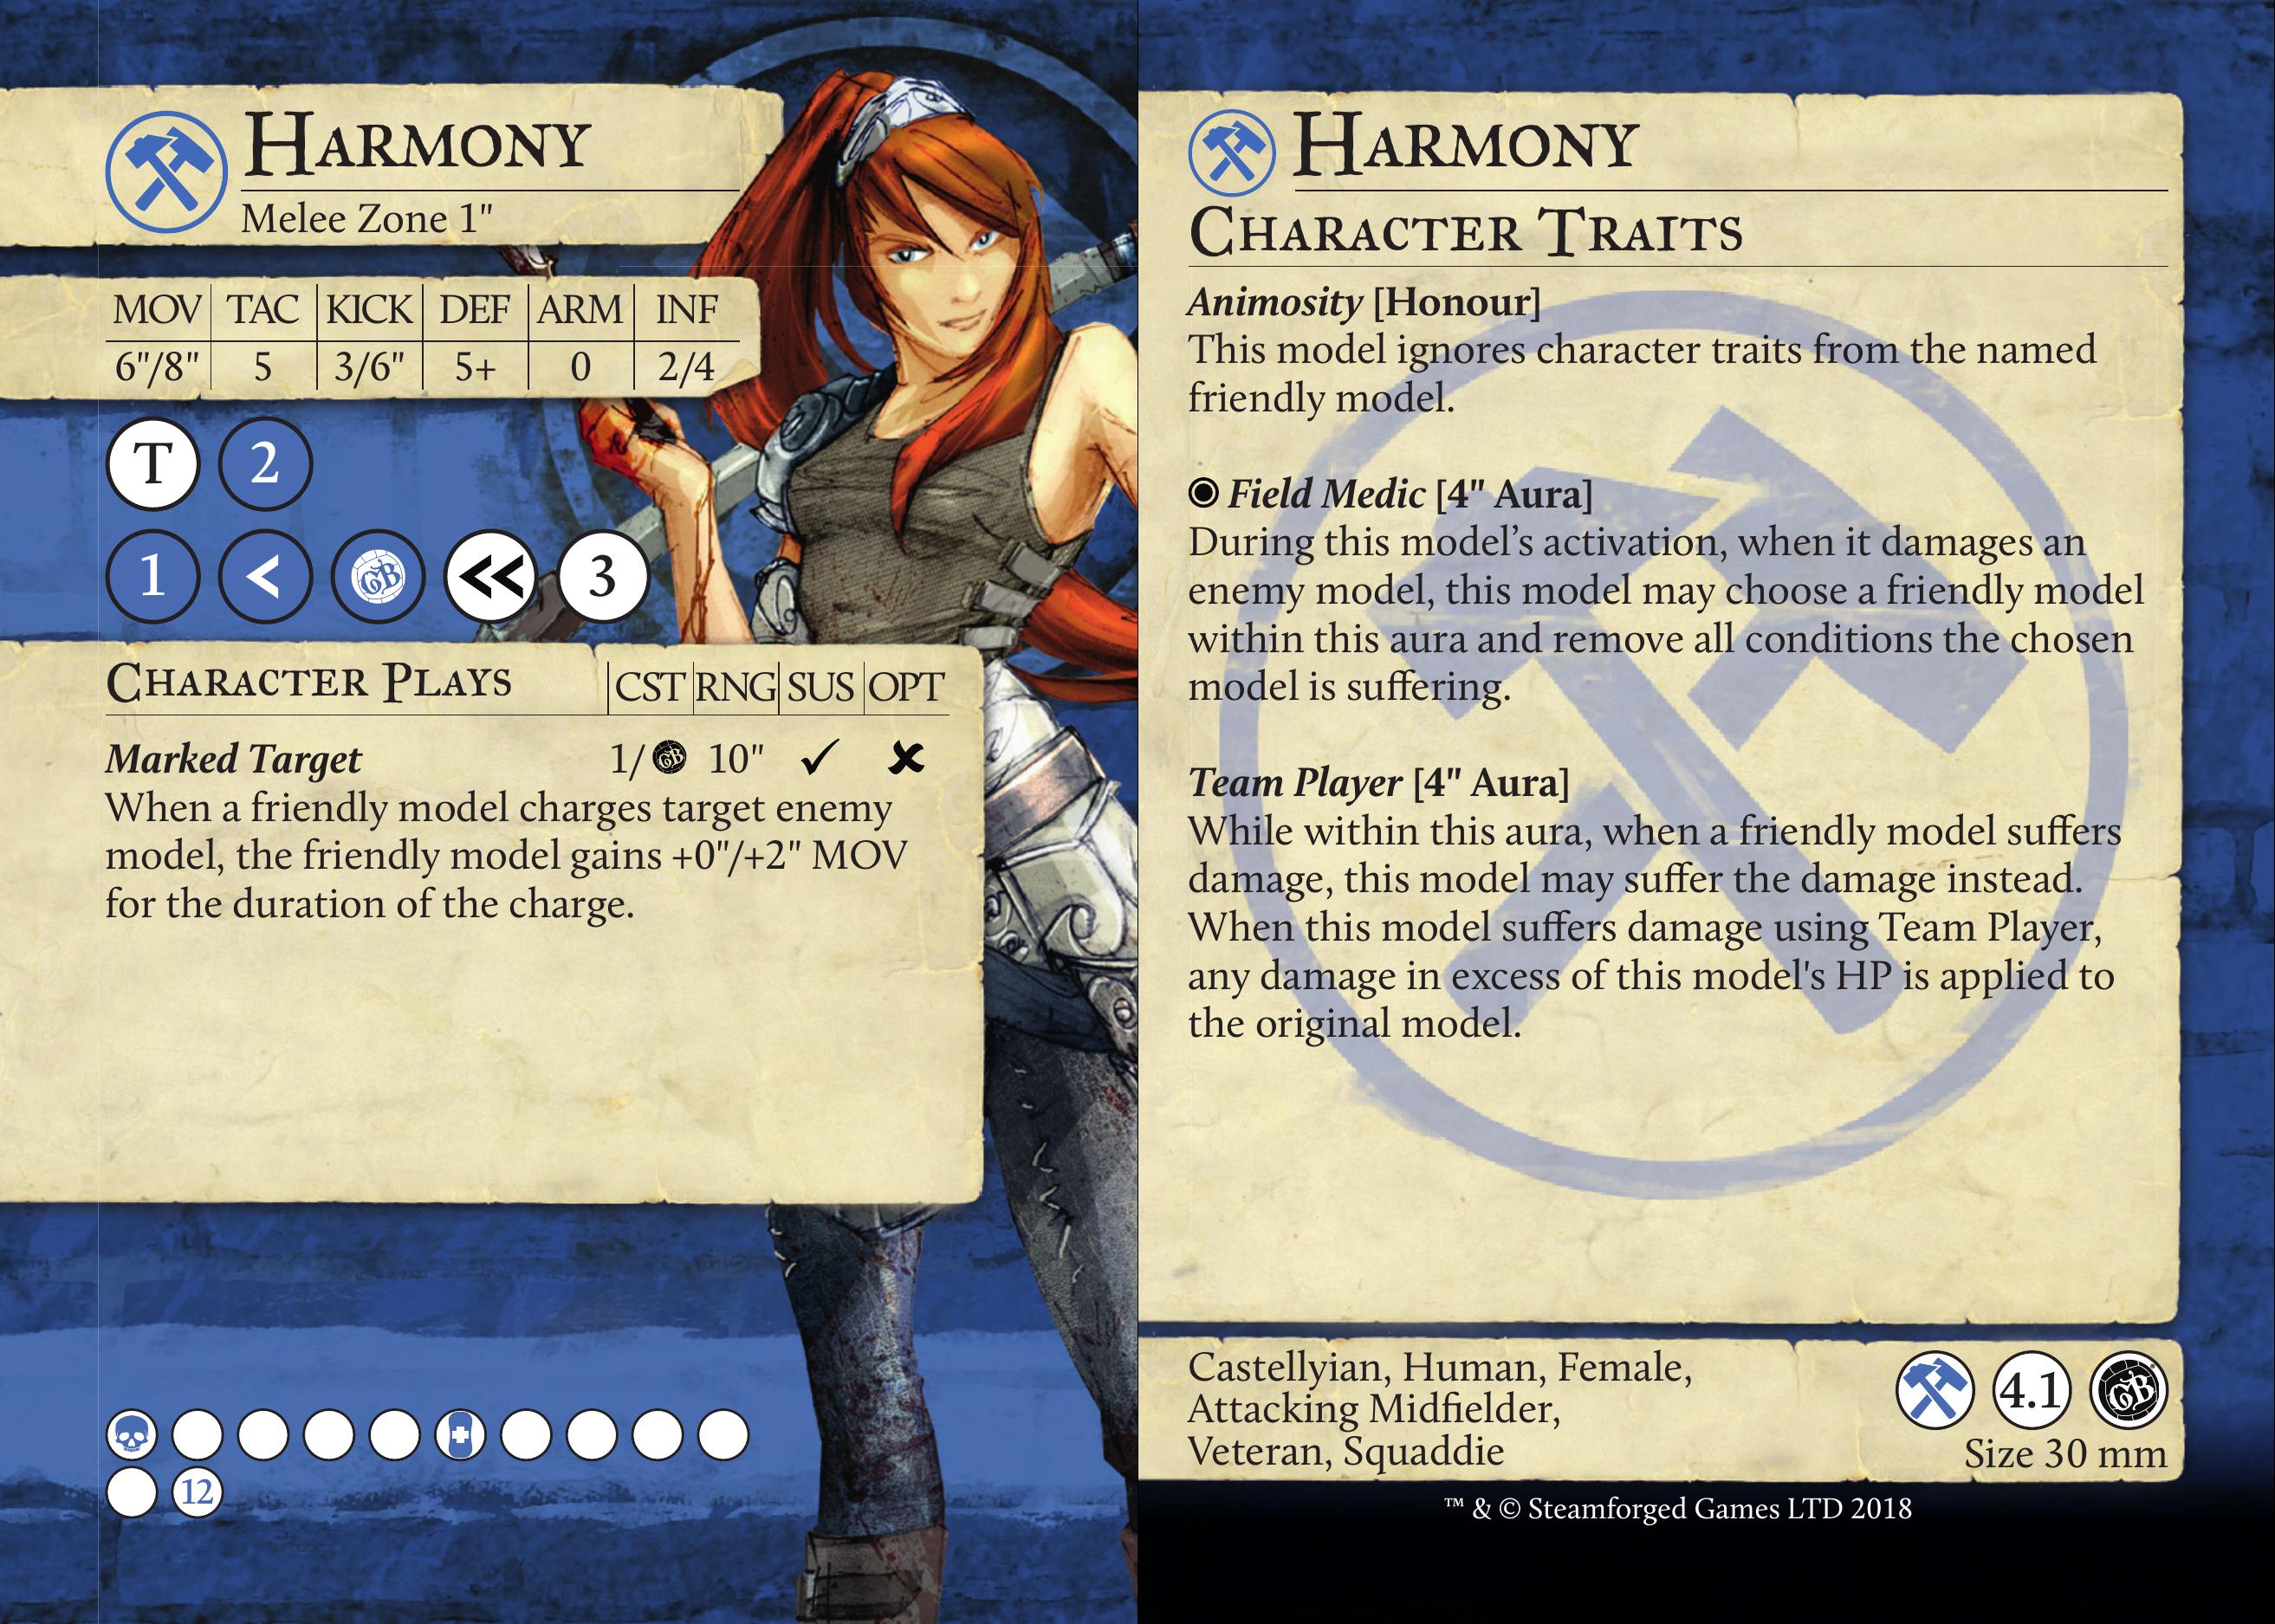 HARMONY
Melee Zone 1"
MOV TAC KICK DEF ARM INF
6"/8" 5 3/6" 5+ 0 2/4
T 2
1 < GB << 3
CHARACTER PLAYS CST RNG SUS OPT
Marked Target 1/GB 10" ✓ ✘
When a friendly model charges target enemy
model, the friendly model gains +0"/+2" MOV
for the duration of the charge.
12
HARMONY
CHARACTER TRAITS
Animosity [Honour]
This model ignores character traits from the named
friendly model.
Field Medic [4" Aura]
During this model’s activation, when it damages an
enemy model, this model may choose a friendly model
within this aura and remove all conditions the chosen
model is suffering.
Team Player [4" Aura]
While within this aura, when a friendly model suffers
damage, this model may suffer the damage instead.
When this model suffers damage using Team Player,
any damage in excess of this model's HP is applied to
the original model.
Castellyian, Human, Female,
Attacking Midfielder,
Veteran, Squaddie
4.1 GB
Size 30 mm
™ & © Steamforged Games LTD 2018